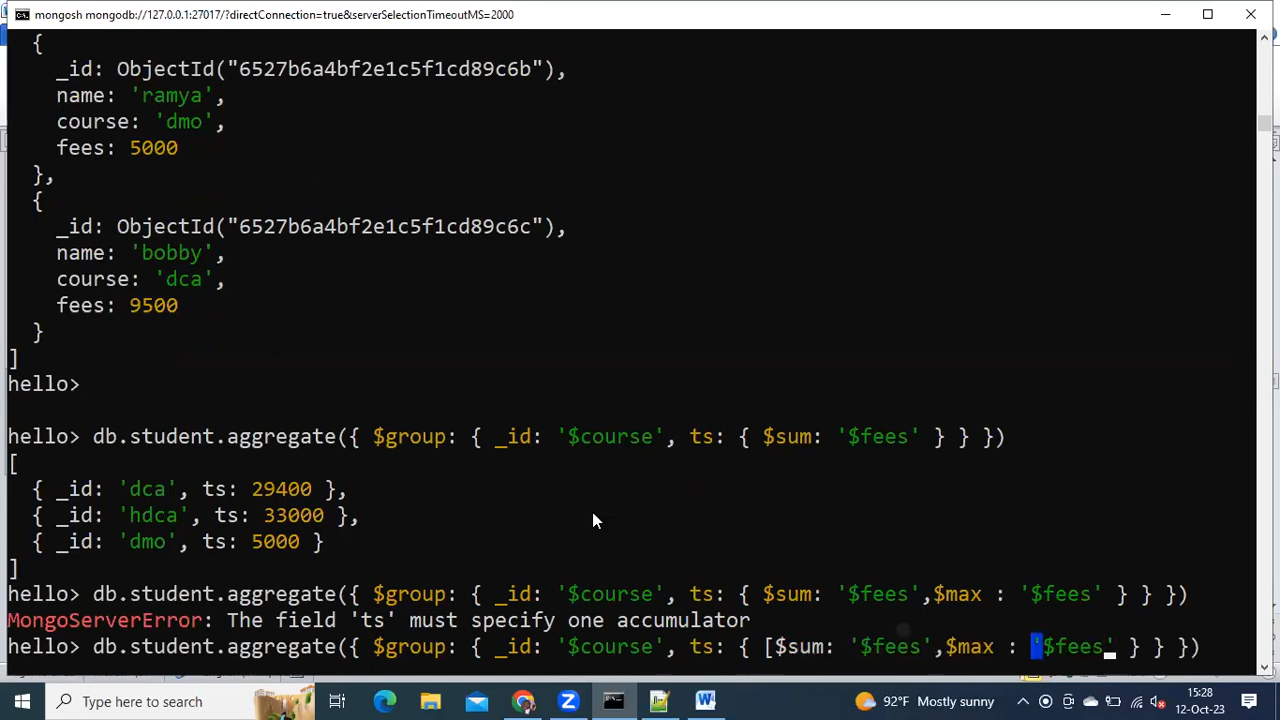 mongosh mongodb://127.0.0.1:27017/?directConnection=true&serverSelectionTimeoutMS=2000
{
_id: ObjectId("6527b6a4bf2e1c5f1cd89c6b"),
name: 'ramya',
course: 'dmo',
fees: 5000
},
{
_id: ObjectId("6527b6a4bf2e1c5f1cd89c6c"),
name: 'bobby',
course: 'dca',
fees: 9500
}
]
hello>
hello> db.student.aggregate({ $group: { _id: '$course', ts: { $sum: '$fees' } } })
[
{ _id: 'dca', ts: 29400 },
{ _id: 'hdca', ts: 33000 },
{ _id: 'dmo', ts: 5000 }
]
hello> db.student.aggregate({ $group: { _id: '$course', ts: { $sum: '$fees',$max : '$fees' } } })
MongoServerError: The field 'ts' must specify one accumulator
hello> db.student.aggregate({ $group: { _id: '$course', ts: { [$sum: '$fees',$max : '$fees' } } })
Type here to search
92°F Mostly sunny
15:28
12-Oct-23